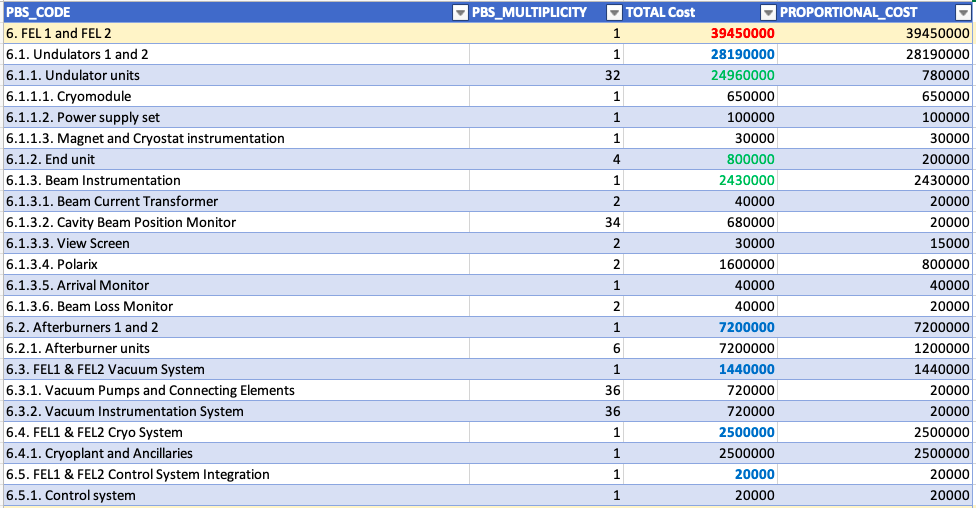 PBS_CODE PBS_MULTIPLICITY TOTAL Cost PROPORTIONAL_COST
6. FEL 1 and FEL 2 1 39450000 39450000
6.1. Undulators 1 and 2 1 28190000 28190000
6.1.1. Undulator units 32 24960000 780000
6.1.1.1. Cryomodule 1 650000 650000
6.1.1.2. Power supply set 1 100000 100000
6.1.1.3. Magnet and Cryostat instrumentation 1 30000 30000
6.1.2. End unit 4 800000 200000
6.1.3. Beam Instrumentation 1 2430000 2430000
6.1.3.1. Beam Current Transformer 2 40000 20000
6.1.3.2. Cavity Beam Position Monitor 34 680000 20000
6.1.3.3. View Screen 2 30000 15000
6.1.3.4. Polarix 2 1600000 800000
6.1.3.5. Arrival Monitor 1 40000 40000
6.1.3.6. Beam Loss Monitor 2 40000 20000
6.2. Afterburners 1 and 2 1 7200000 7200000
6.2.1. Afterburner units 6 7200000 1200000
6.3. FEL1 & FEL2 Vacuum System 1 1440000 1440000
6.3.1. Vacuum Pumps and Connecting Elements 36 720000 20000
6.3.2. Vacuum Instrumentation System 36 720000 20000
6.4. FEL1 & FEL2 Cryo System 1 2500000 2500000
6.4.1. Cryoplant and Ancillaries 1 2500000 2500000
6.5. FEL1 & FEL2 Control System Integration 1 20000 20000
6.5.1. Control system 1 20000 20000